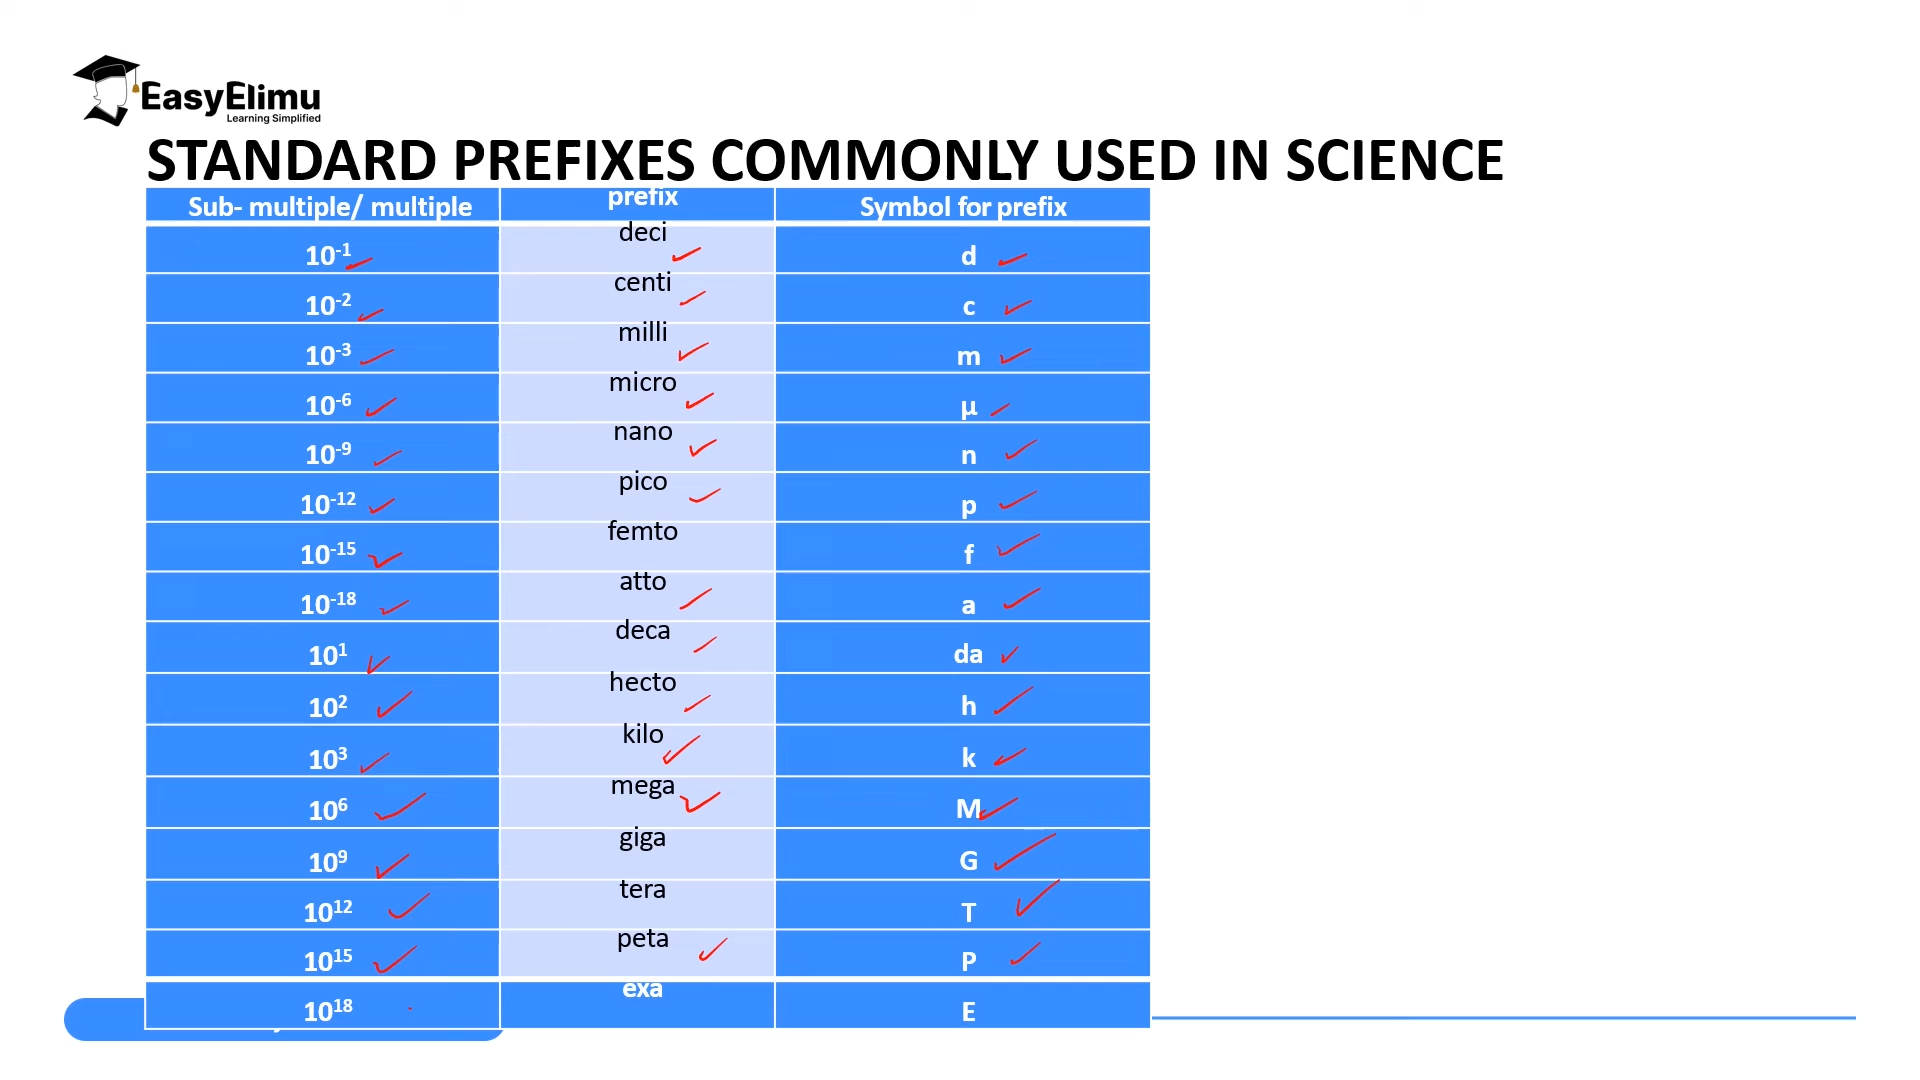 EasyElimu
Learning Simplified
STANDARD PREFIXES COMMONLY USED IN SCIENCE
Sub- multiple/ multiple prefix Symbol for prefix
10⁻¹ deci d
10⁻² centi c
10⁻³ milli m
10⁻⁶ micro µ
10⁻⁹ nano n
10⁻¹² pico p
10⁻¹⁵ femto f
10⁻¹⁸ atto a
10¹ deca da
10² hecto h
10³ kilo k
10⁶ mega M
10⁹ giga G
10¹² tera T
10¹⁵ peta P
10¹⁸ exa E